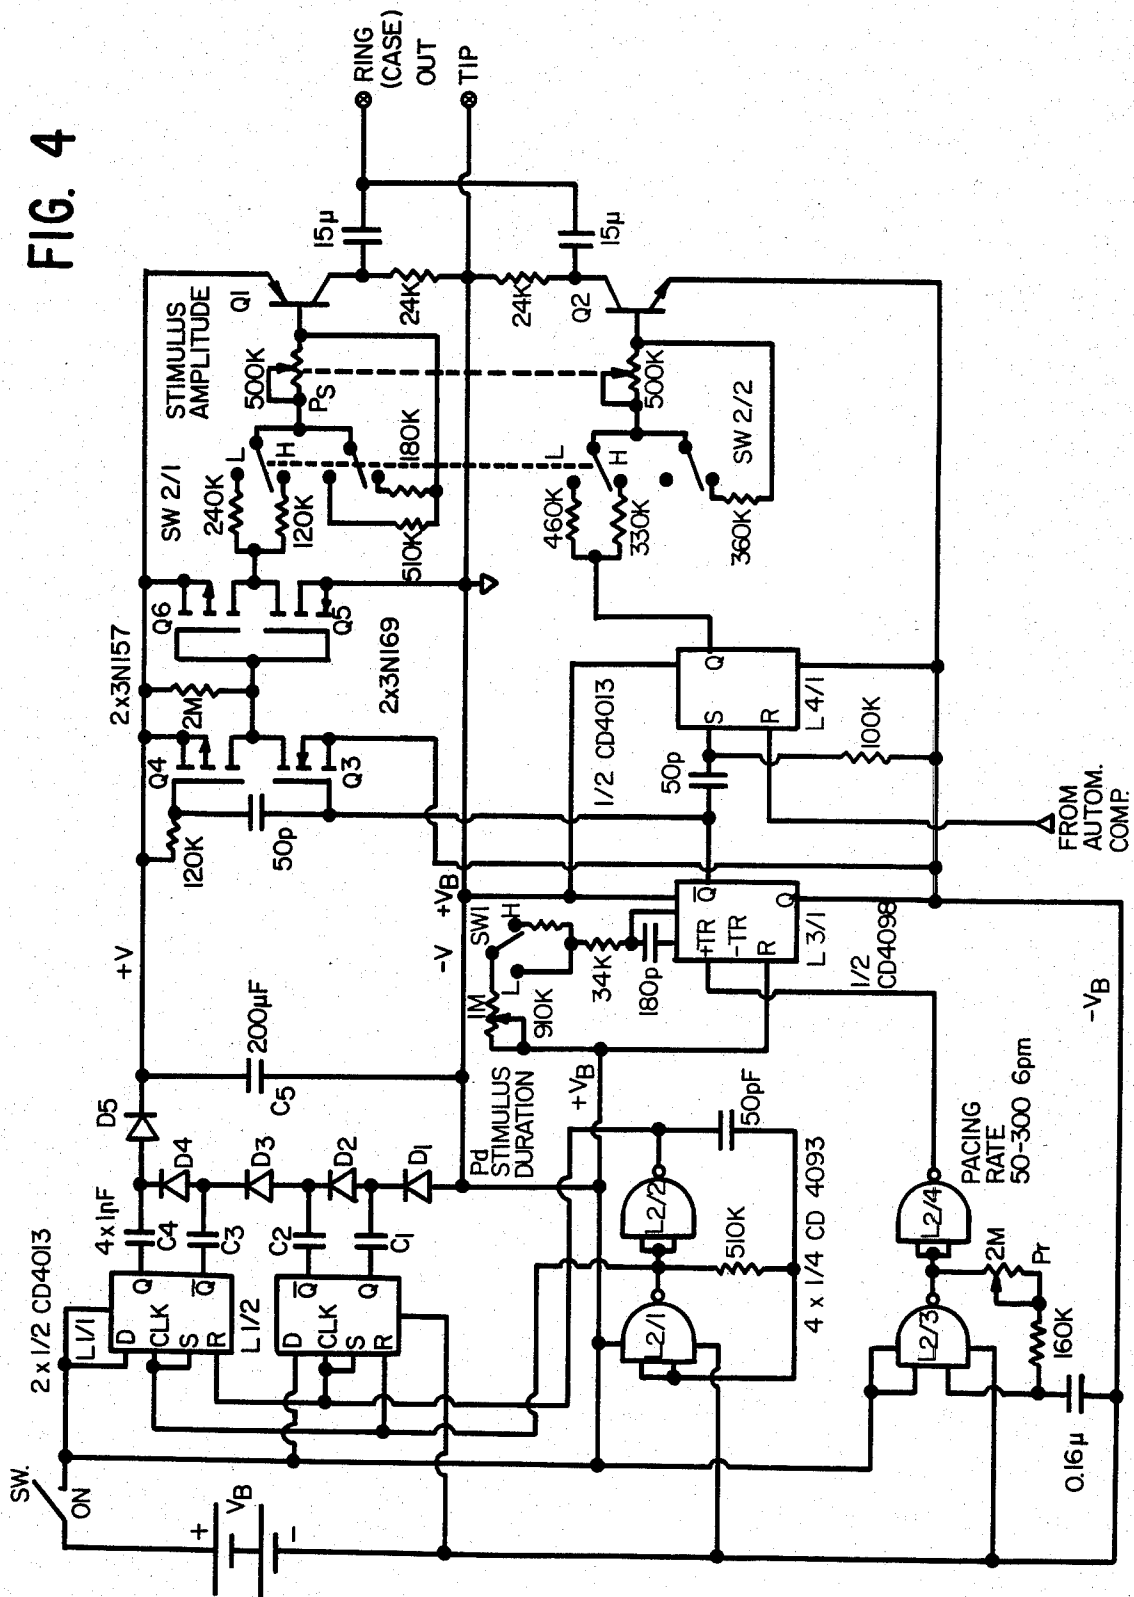 FIG. 4
RING
(CASE)
OUT
TIP
15µ
15µ
24K
24K
Q1
Q2
STIMULUS
AMPLITUDE
500K
PS
500K
SW 2/1
L
H
240K
120K
180K
510K
SW 2/2
L
H
460K
330K
360K
2x3N157
Q6
Q5
2x3N169
2M
Q4
Q3
120K
50p
1/2 CD4013
Q
S
R
L4/1
100K
50p
FROM
AUTOM.
COMP.
+V
+VB
-V
SW1
H
L
1M
910K
34K
180p
Q
+TR
-TR
R
Q
L3/1
1/2
CD4098
-VB
200µF
C5
Pd
STIMULUS
DURATION
+VB
D5
D4
D3
D2
D1
4x1nF
C4
C3
C2
C1
2 x 1/2 CD4013
L1/1
Q
Q
D
CLK
S
R
L1/2
Q
Q
D
CLK
S
R
50pF
L2/2
L2/1
510K
4 x 1/4 CD 4093
PACING
RATE
50-300 6pm
L2/4
L2/3
2M
Pr
160K
0.16µ
SW.
ON
+
VB
-